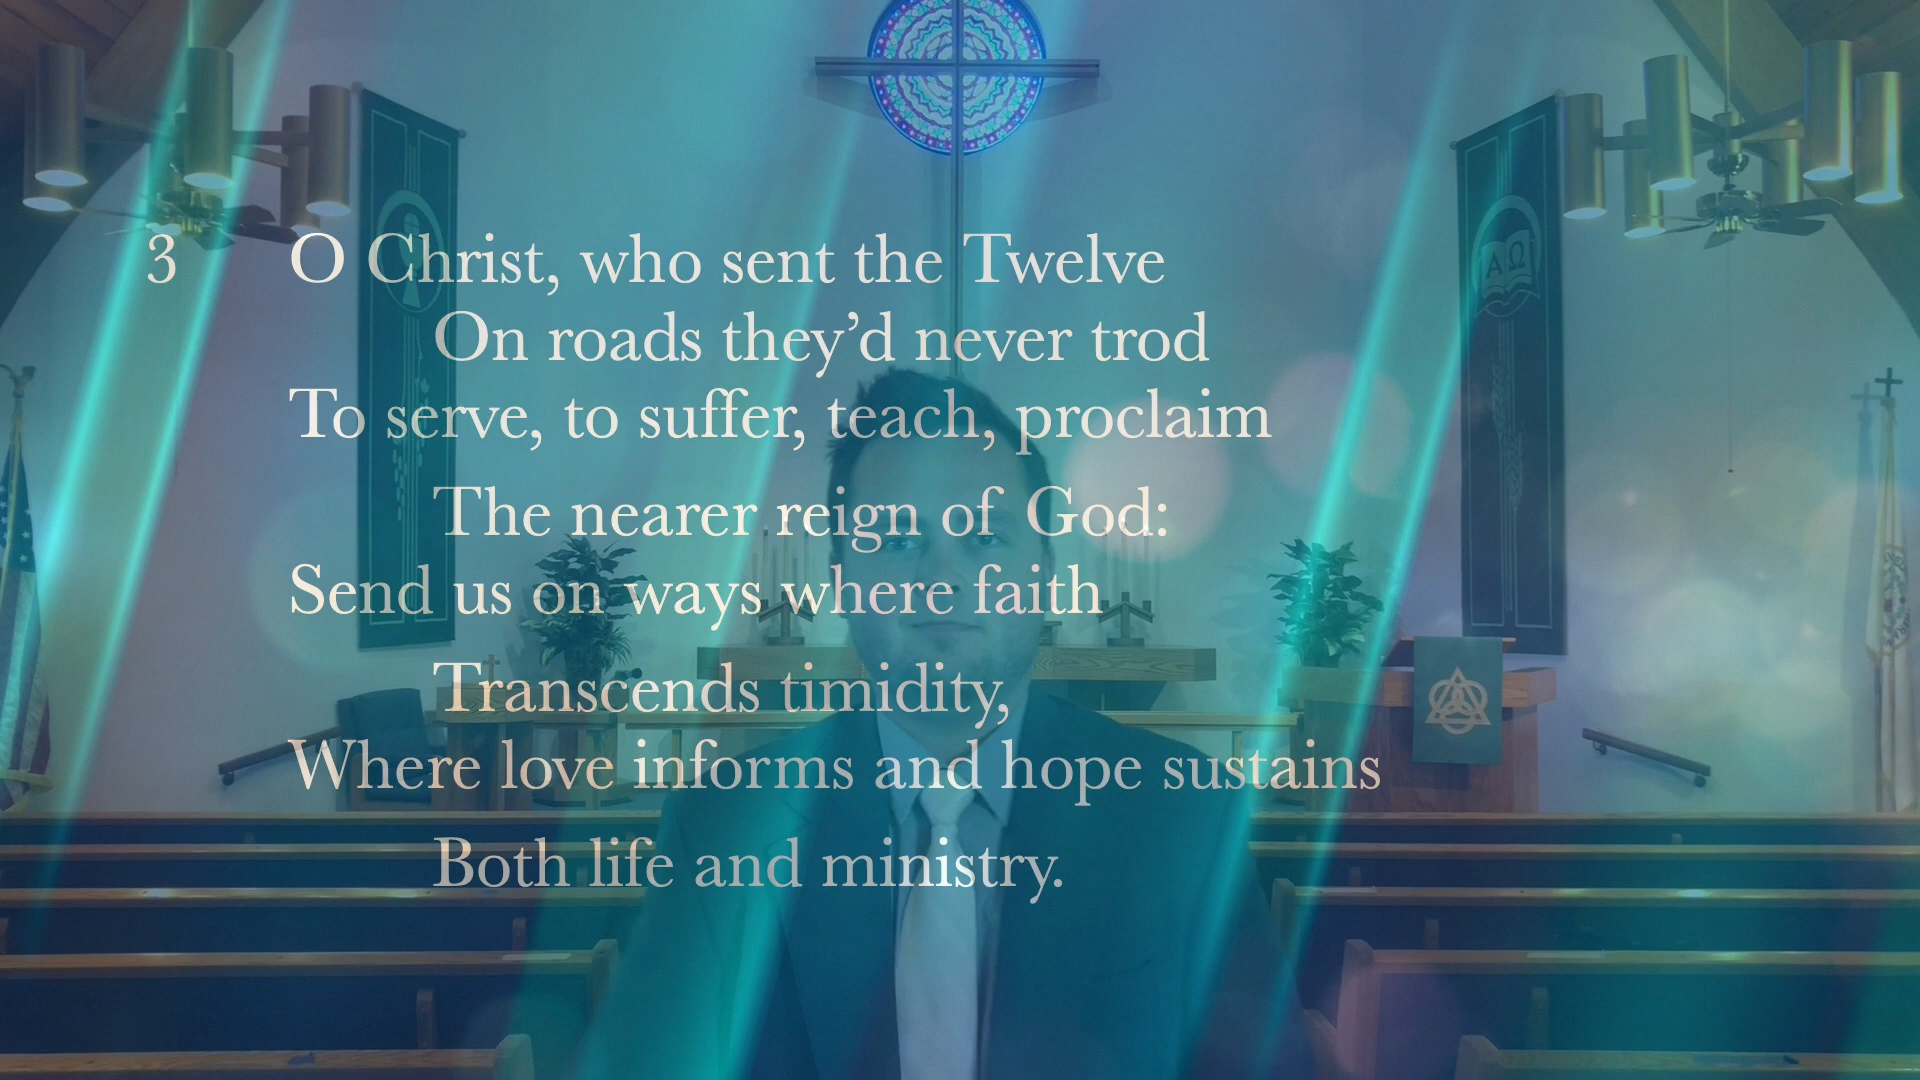 3 O Christ, who sent the Twelve
On roads they’d never trod
To serve, to suffer, teach, proclaim
The nearer reign of God:
Send us on ways where faith
Transcends timidity,
Where love informs and hope sustains
Both life and ministry.
Α Ω